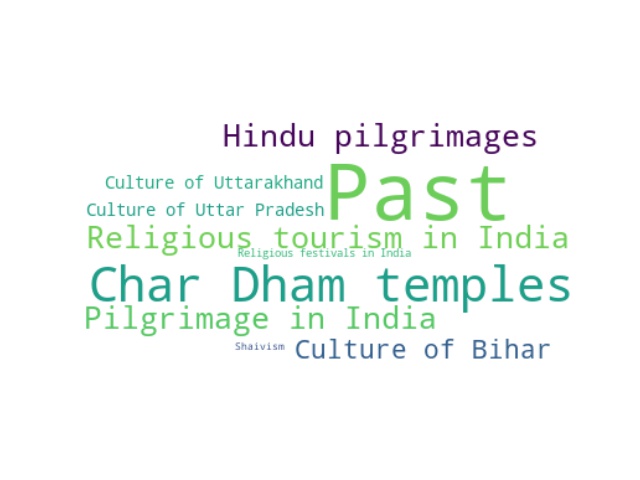 Hindu pilgrimages
Culture of Uttarakhand
Past
Culture of Uttar Pradesh
Religious tourism in India
Religious festivals in India
Char Dham temples
Pilgrimage in India
Shaivism
Culture of Bihar